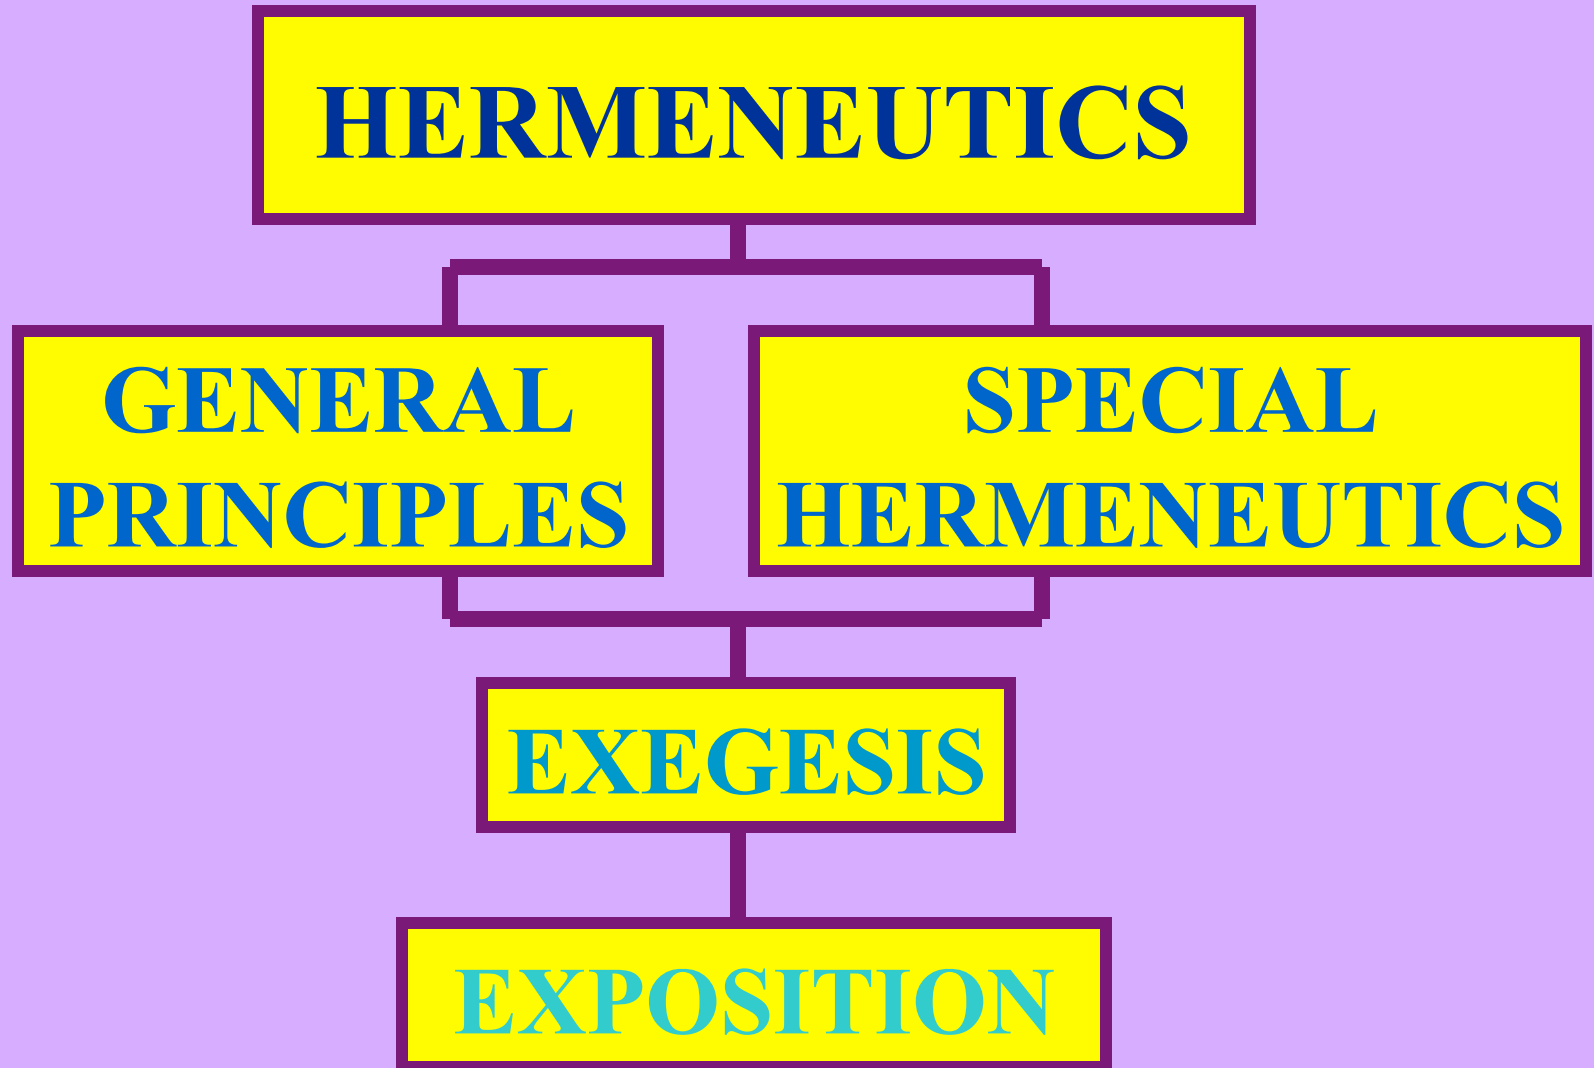 HERMENEUTICS
GENERAL
PRINCIPLES
SPECIAL
HERMENEUTICS
EXEGESIS
EXPOSITION